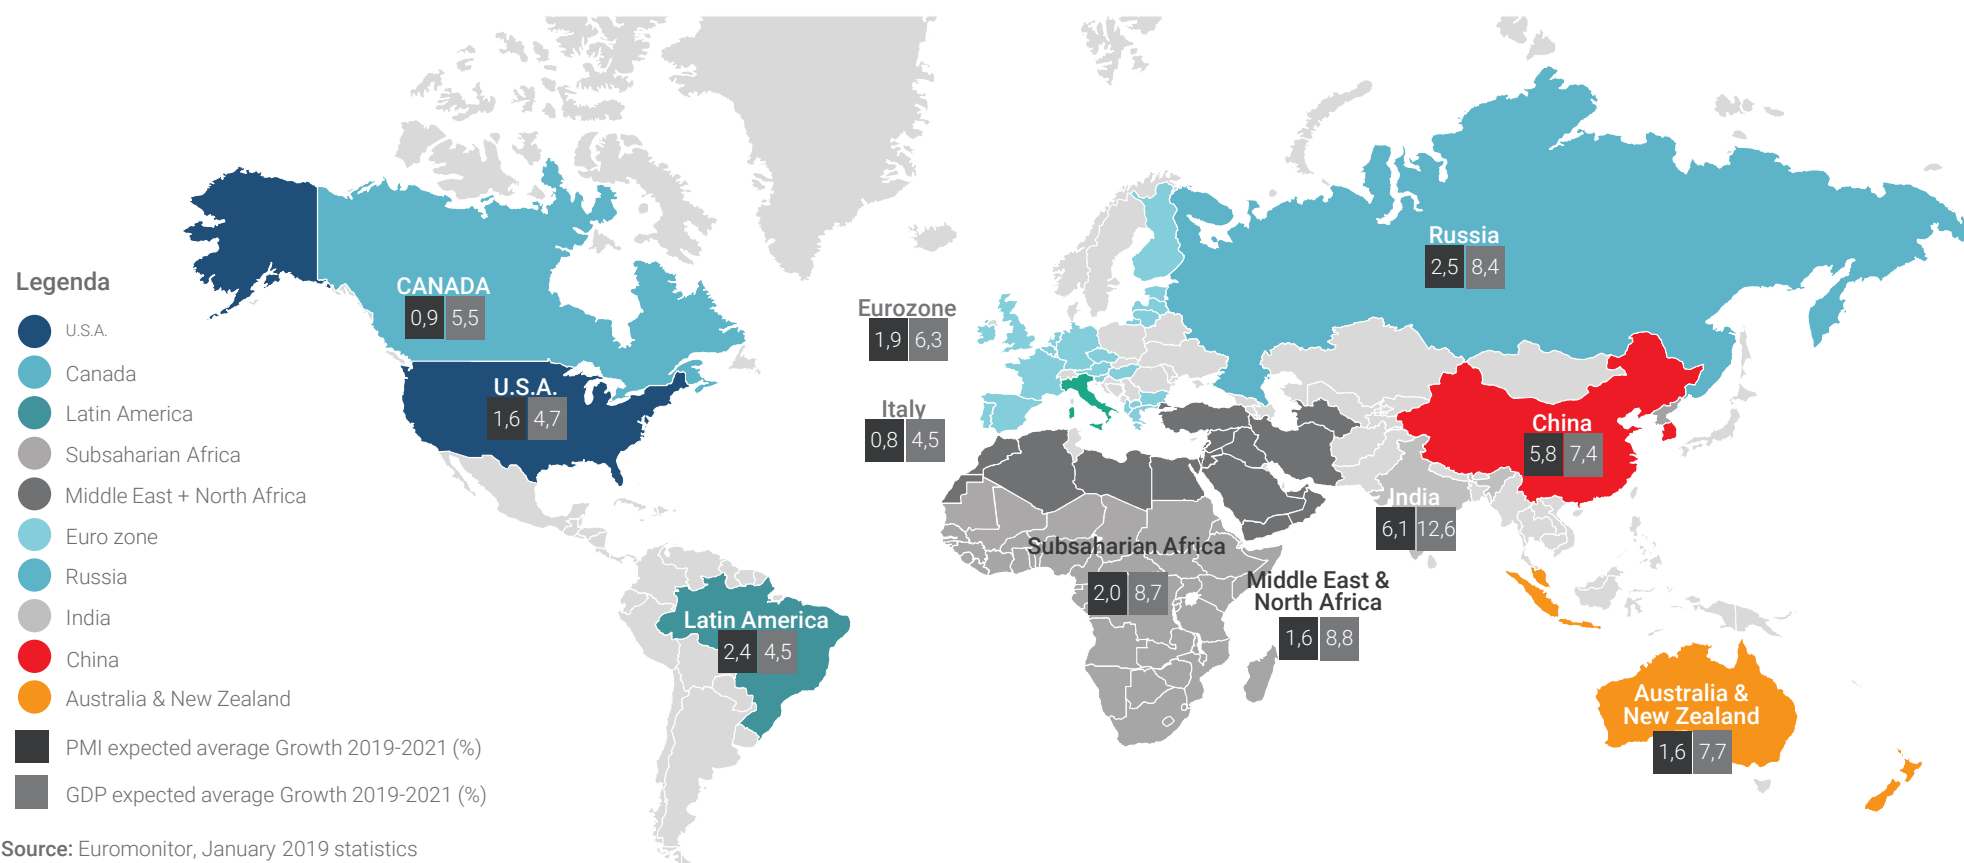 Legenda
U.S.A.
Canada
Latin America
Subsaharian Africa
Middle East + North Africa
Euro zone
Russia
India
China
Australia & New Zealand
PMI expected average Growth 2019-2021 (%)
GDP expected average Growth 2019-2021 (%)
Source: Euromonitor, January 2019 statistics
CANADA
0,9 5,5
U.S.A.
1,6 4,7
Latin America
2,4 4,5
Eurozone
1,9 6,3
Italy
0,8 4,5
Subsaharian Africa
2,0 8,7
Middle East &
North Africa
1,6 8,8
Russia
2,5 8,4
China
5,8 7,4
India
6,1 12,6
Australia &
New Zealand
1,6 7,7